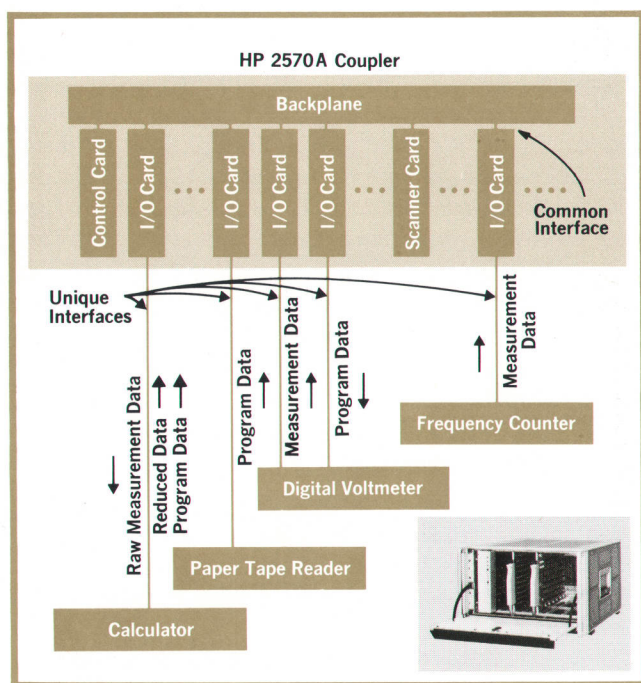 HP 2570A Coupler
Backplane
Control Card
I/O Card
I/O Card
I/O Card
I/O Card
Scanner Card
I/O Card
Common
Interface
Unique
Interfaces
Raw Measurement Data
Reduced Data
Program Data
Program Data
Measurement Data
Program Data
Measurement
Data
Frequency Counter
Digital Voltmeter
Paper Tape Reader
Calculator